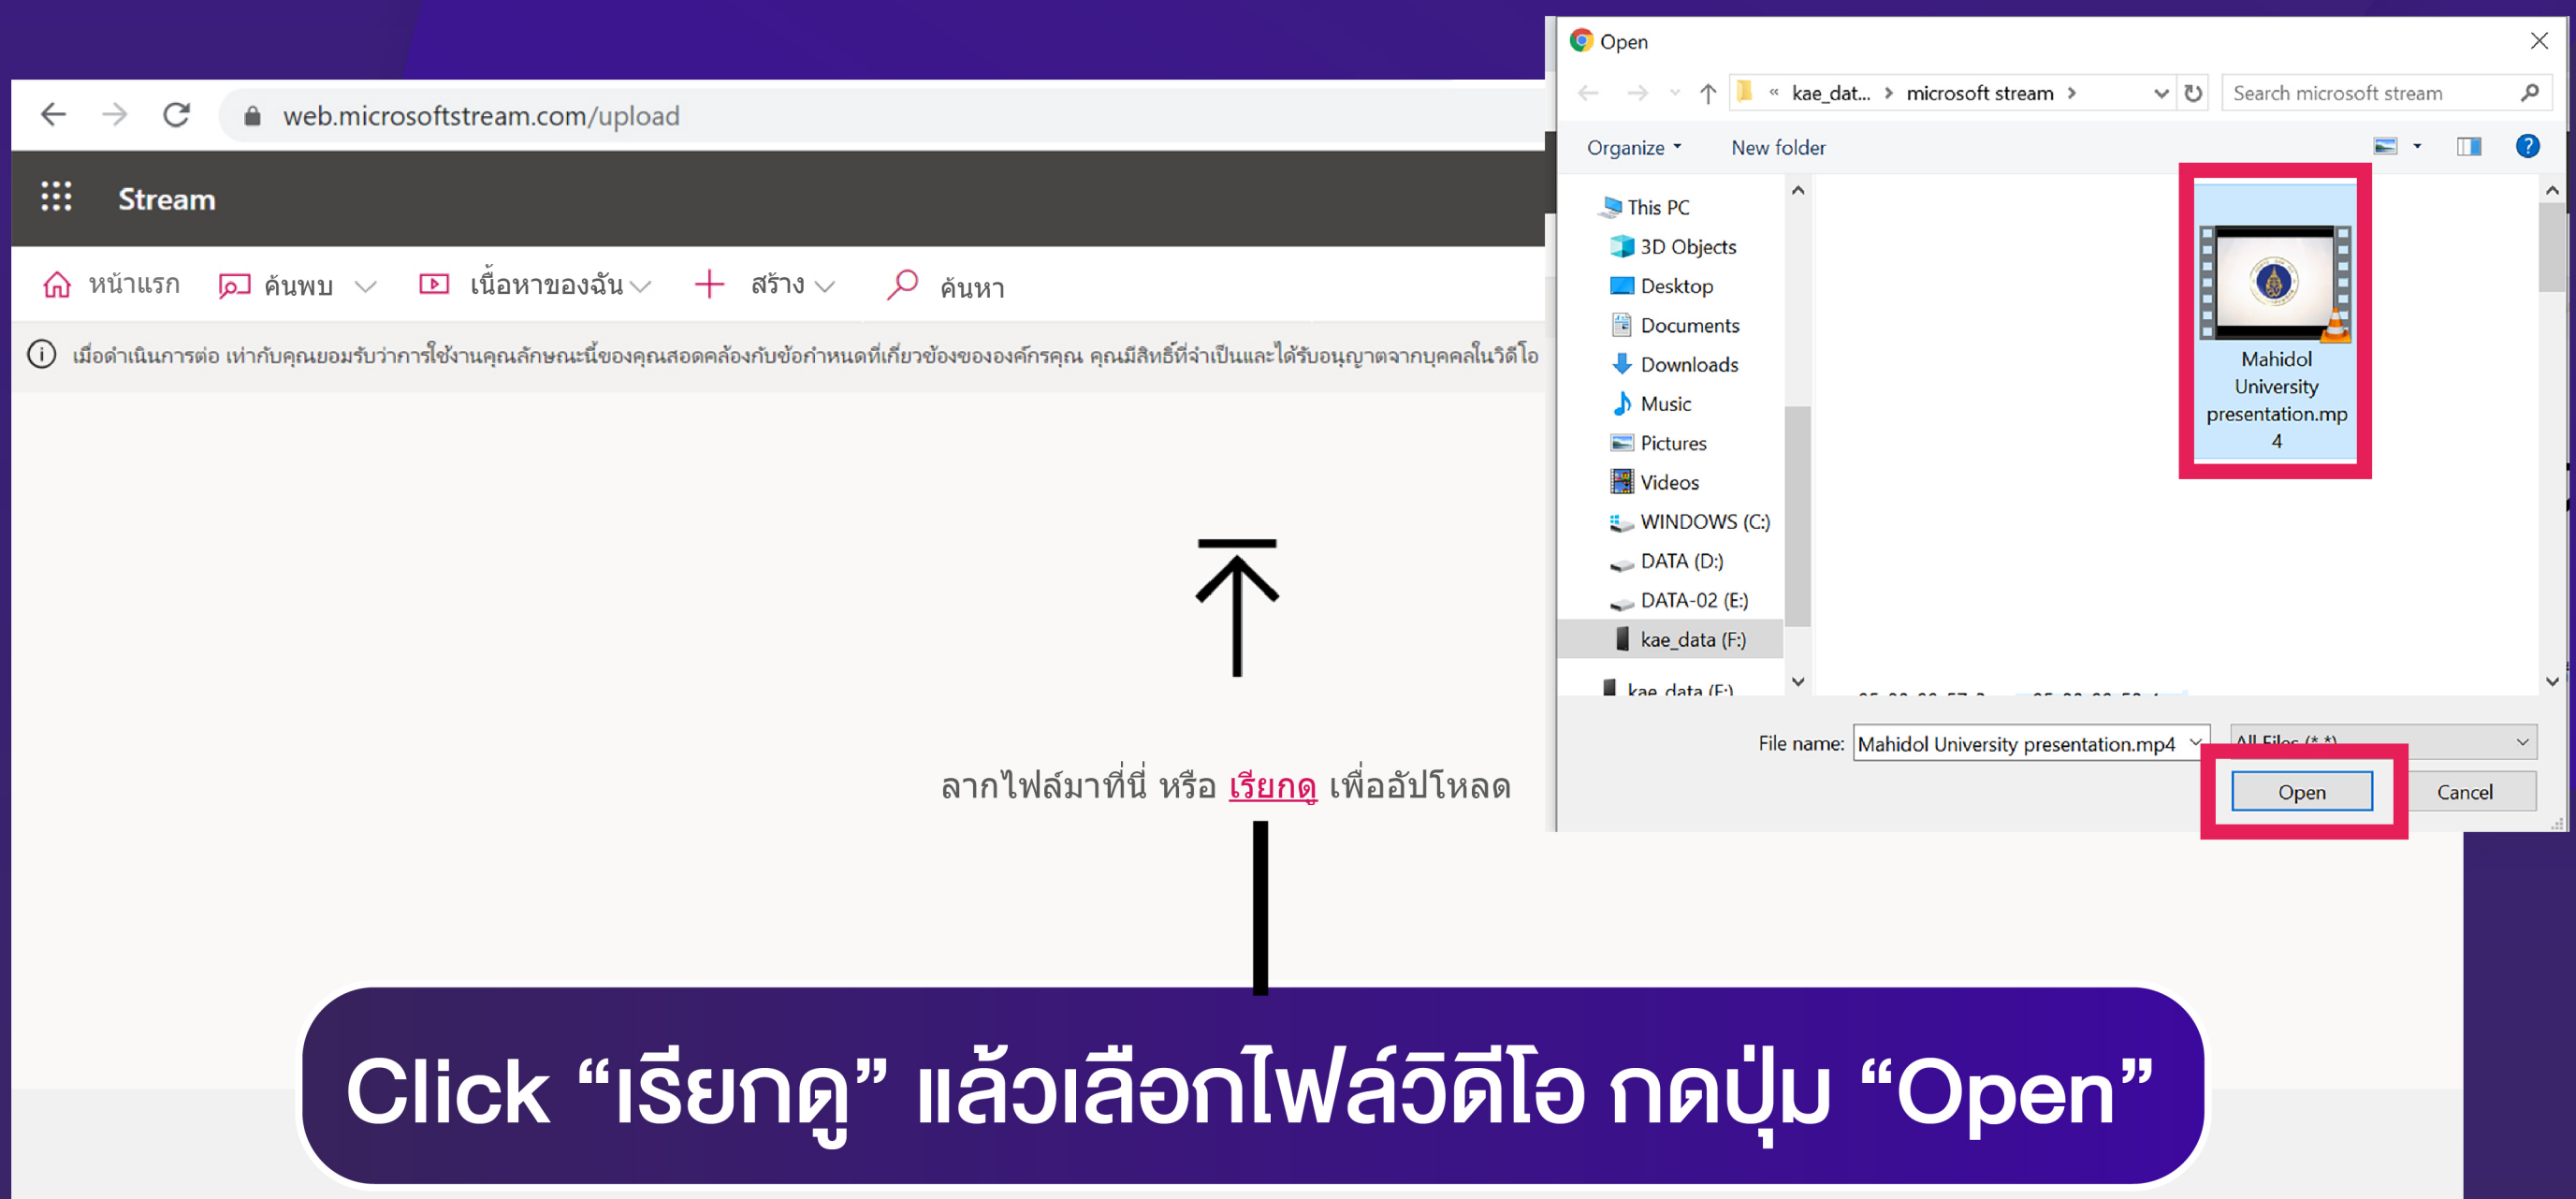 web.microsoftstream.com/upload
Stream
หน้าแรก ค้นพบ เนื้อหาของฉัน สร้าง ค้นหา
เมื่อดำเนินการต่อ เท่ากับคุณยอมรับว่าการใช้งานคุณลักษณะนี้ของคุณสอดคล้องกับข้อกำหนดที่เกี่ยวข้องขององค์กรคุณ คุณมีสิทธิ์ที่จำเป็นและได้รับอนุญาตจากบุคคลในวิดีโอ
ลากไฟล์มาที่นี่ หรือ เรียกดู เพื่ออัปโหลด
Open
« kae_dat... > microsoft stream >
Search microsoft stream
Organize
New folder
This PC
3D Objects
Desktop
Documents
Downloads
Music
Pictures
Videos
WINDOWS (C:)
DATA (D:)
DATA-02 (E:)
kae_data (F:)
kae_data (F:)
Mahidol
University
presentation.mp
4
File name: Mahidol University presentation.mp4
All Files (*.*)
Open
Cancel
Click “เรียกดู” แล้วเลือกไฟล์วิดีโอ กดปุ่ม “Open”